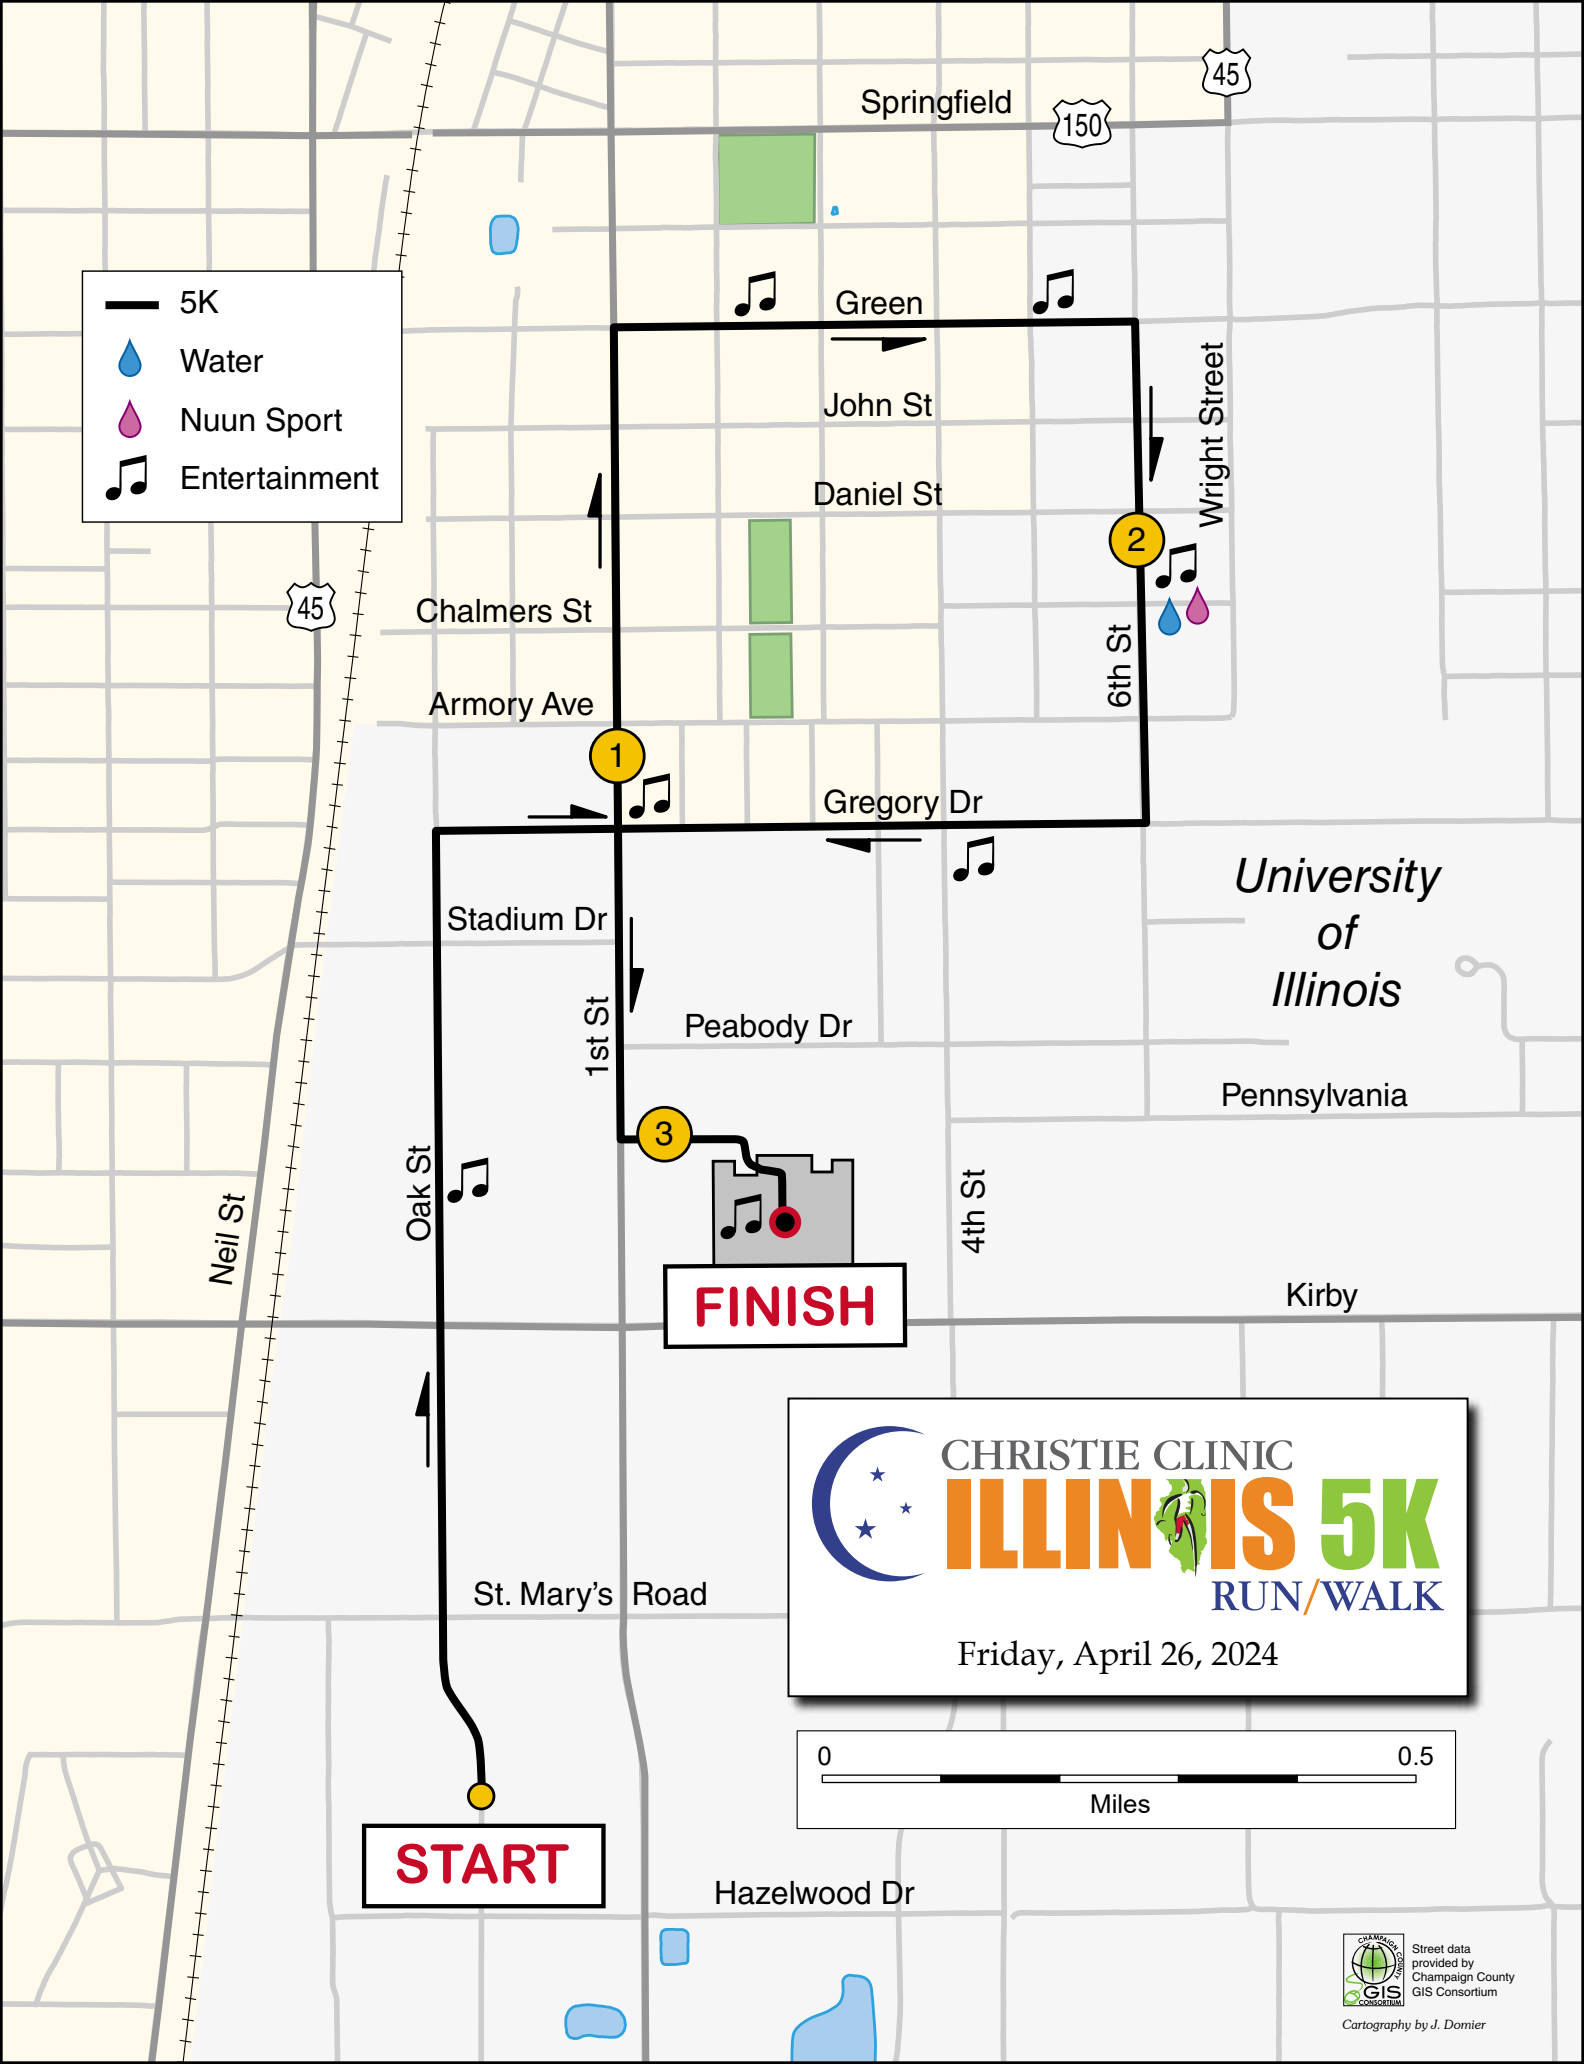 45
Springfield
150
5K
Water
Nuun Sport
Entertainment
Green
John St
Wright Street
Daniel St
2
45
Chalmers St
6th St
Armory Ave
1
Gregory Dr
Stadium Dr
University
of
Illinois
1st St
Peabody Dr
Pennsylvania
3
Oak St
4th St
Neil St
FINISH
Kirby
CHRISTIE CLINIC
ILLINOIS 5K
RUN/WALK
Friday, April 26, 2024
St. Mary's Road
0 0.5
Miles
START
Hazelwood Dr
CHAMPAIGN COUNTY
GIS
CONSORTIUM
Street data
provided by
Champaign County
GIS Consortium
Cartography by J. Domier